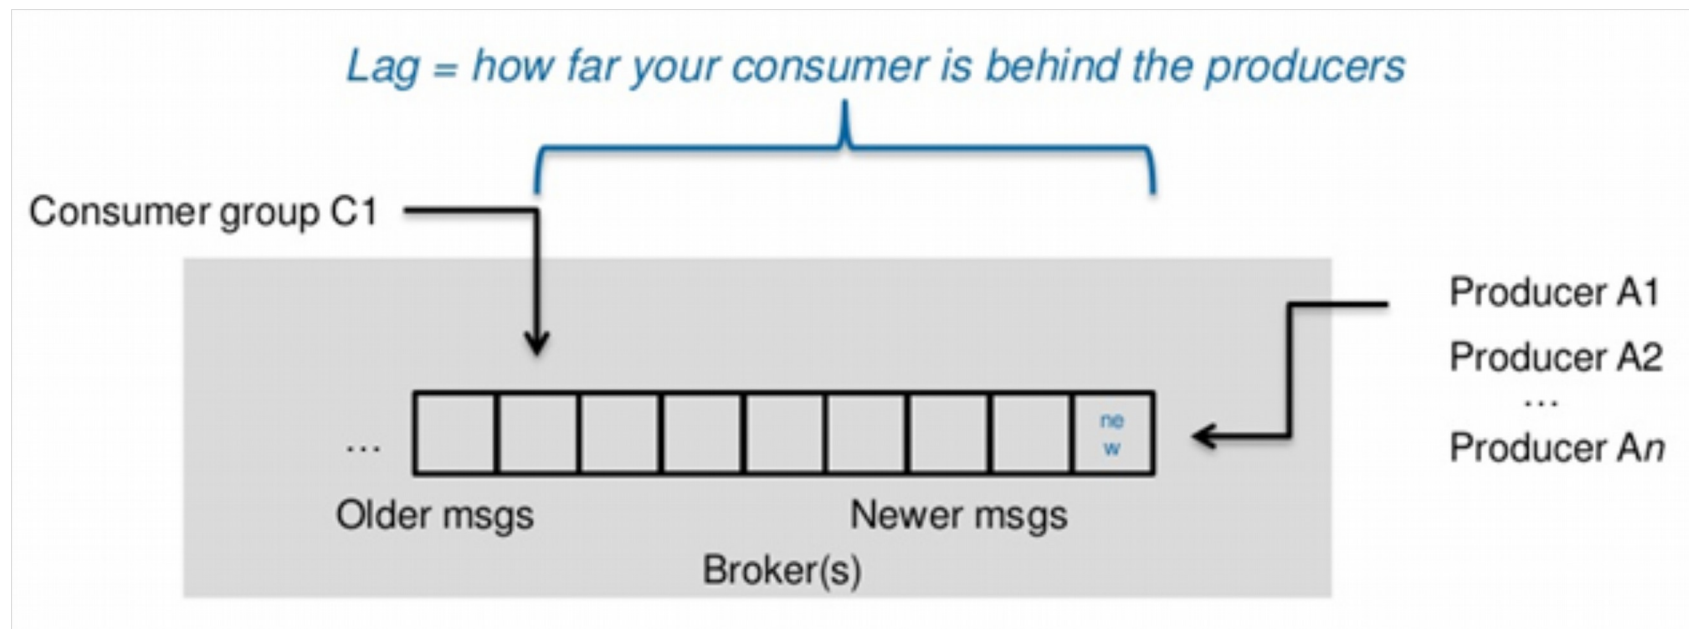 Lag = how far your consumer is behind the producers
Consumer group C1
Producer A1
Producer A2
...
Producer An
...
ne
w
Older msgs
Newer msgs
Broker(s)